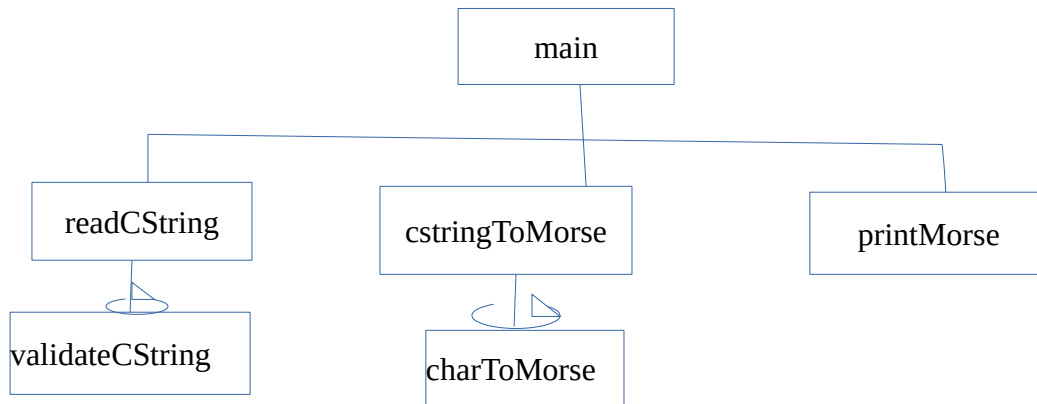 main
readCString
cstringToMorse
printMorse
validateCString
charToMorse